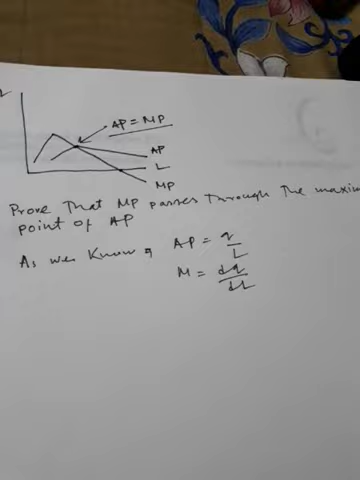 AP = MP
AP
L
MP
Prove That MP passes Through The maxim
point of AP
As we Know AP = q/L
M = dq/dL